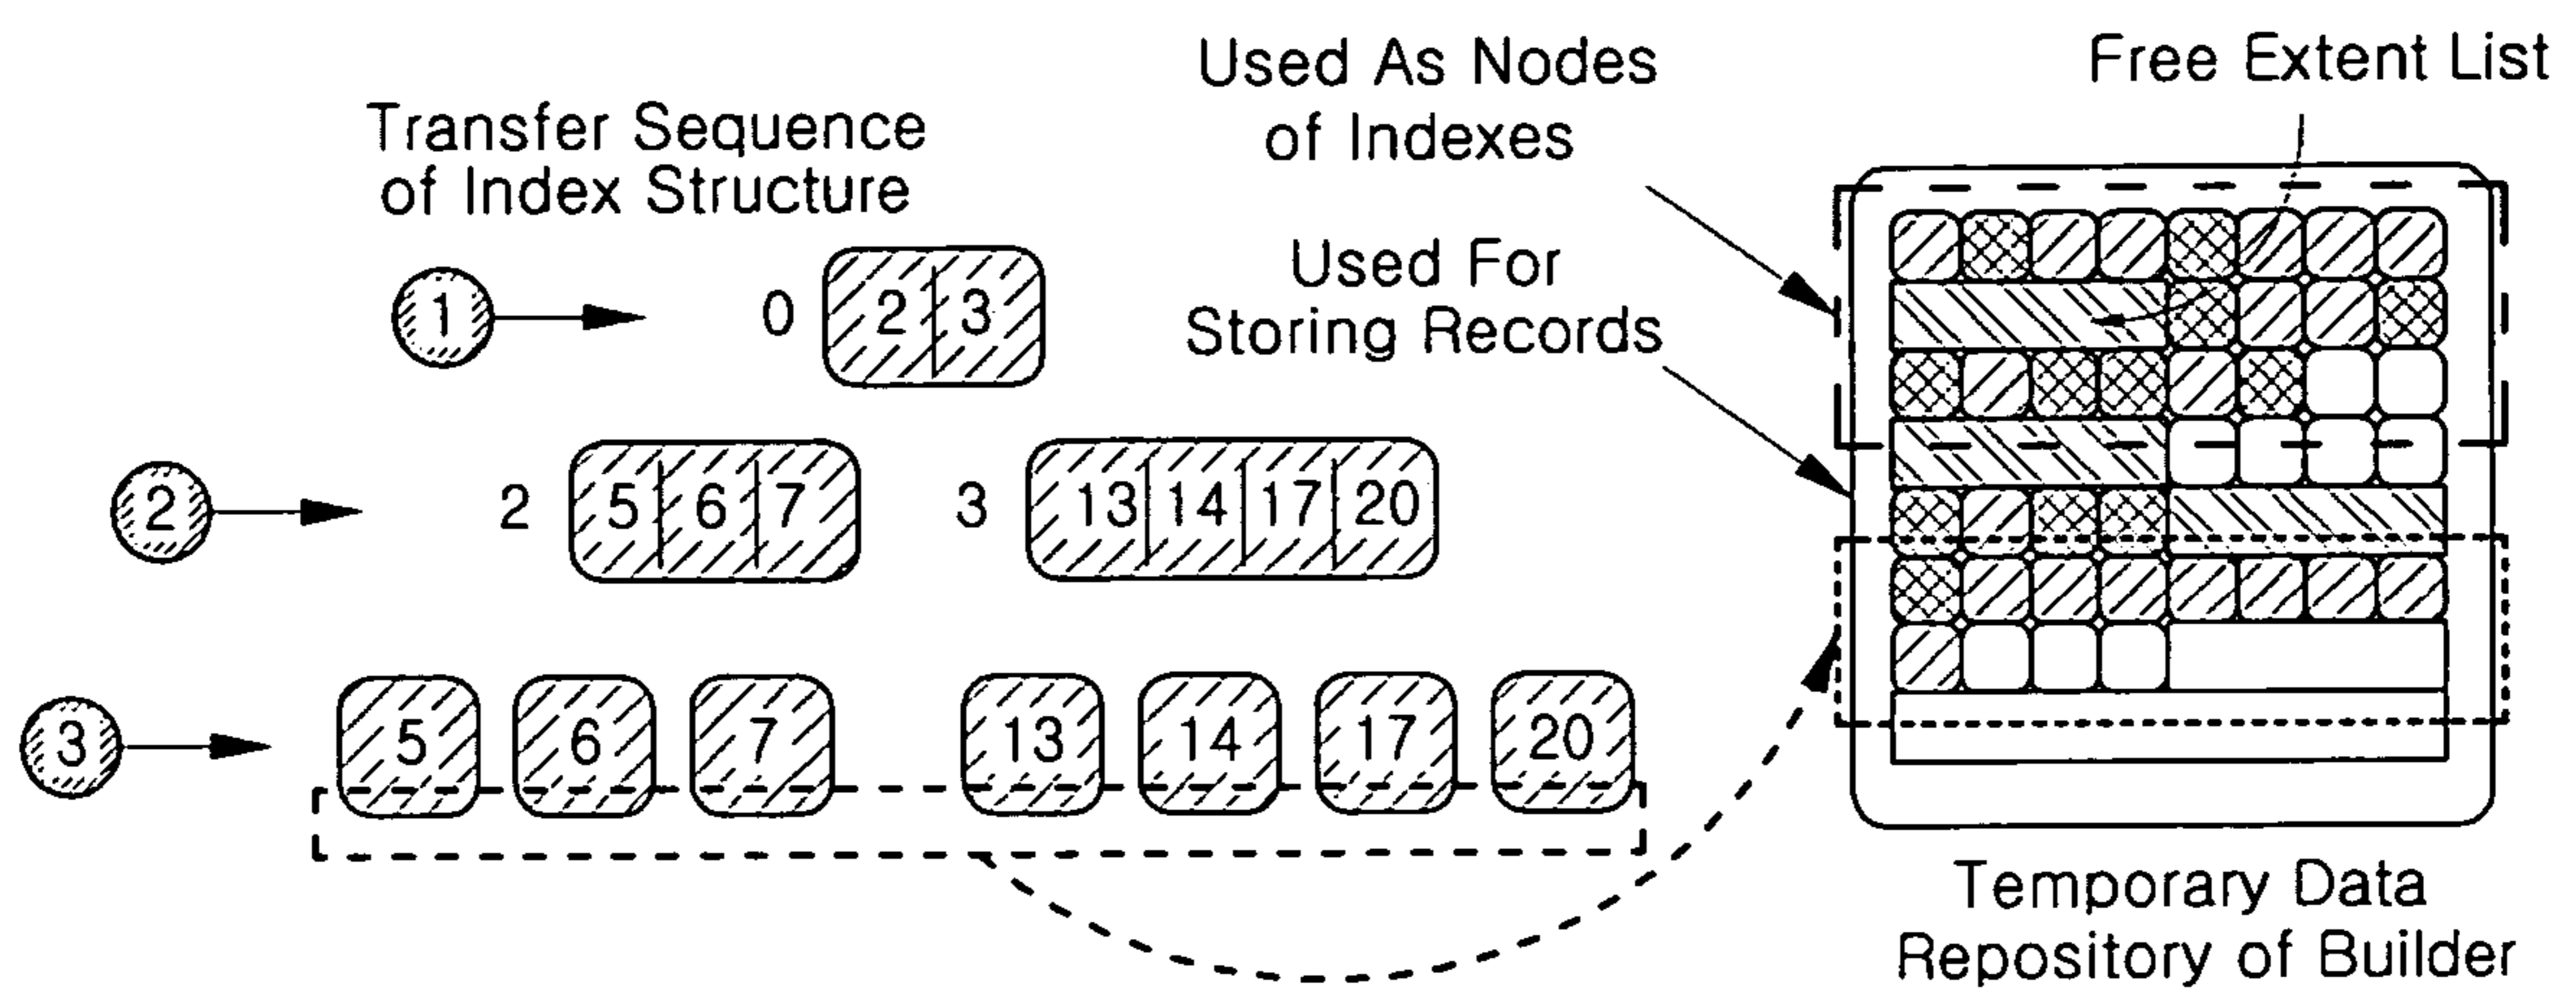 Transfer Sequence
of Index Structure
Used As Nodes
of Indexes
Free Extent List
Used For
Storing Records
1 0 2 3
2 2 5 6 7 3 13 14 17 20
3 5 6 7 13 14 17 20
Temporary Data
Repository of Builder